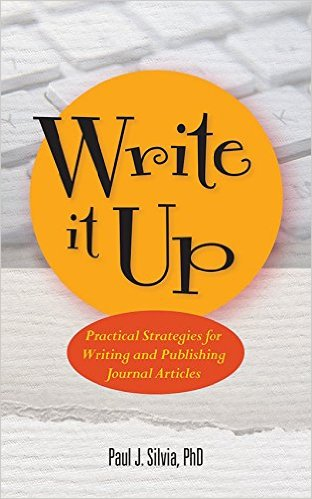 Write
it Up
Practical Strategies for
Writing and Publishing
Journal Articles
Paul J. Silvia, PhD